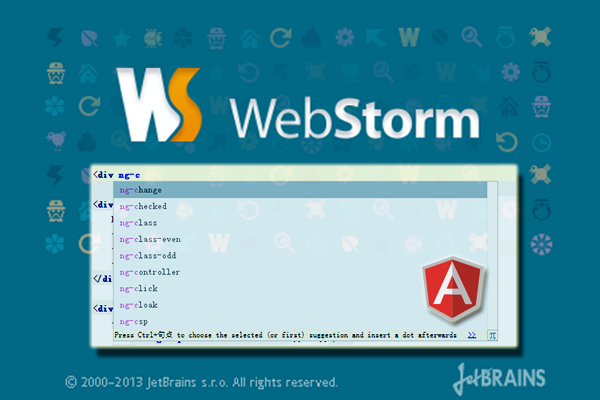 WS WebStorm
<div ng-c
ng-change
<div
ng-checked
ng-class
ng-class-even
ng-class-odd
ng-controller
</di
ng-click
ng-cloak
<div
ng-csp
Press Ctrl+句点 to choose the selected (or first) suggestion and insert a dot afterwards >> π
A
© 2000-2013 JetBrains s.r.o. All rights reserved.
JetBRAINS